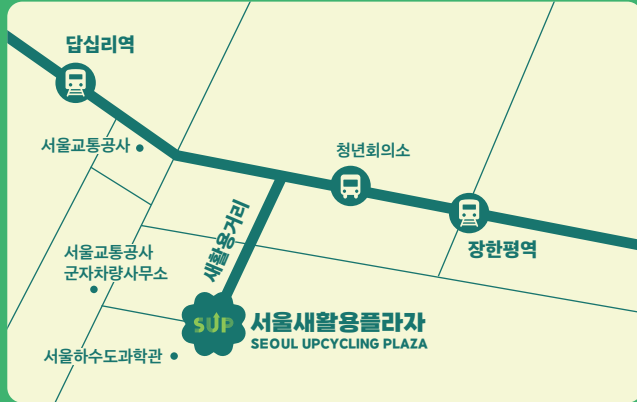 답십리역
서울교통공사
청년회의소
장한평역
새활용거리
서울교통공사
군자차량사무소
SUP
서울새활용플라자
SEOUL UPCYCLING PLAZA
서울하수도과학관